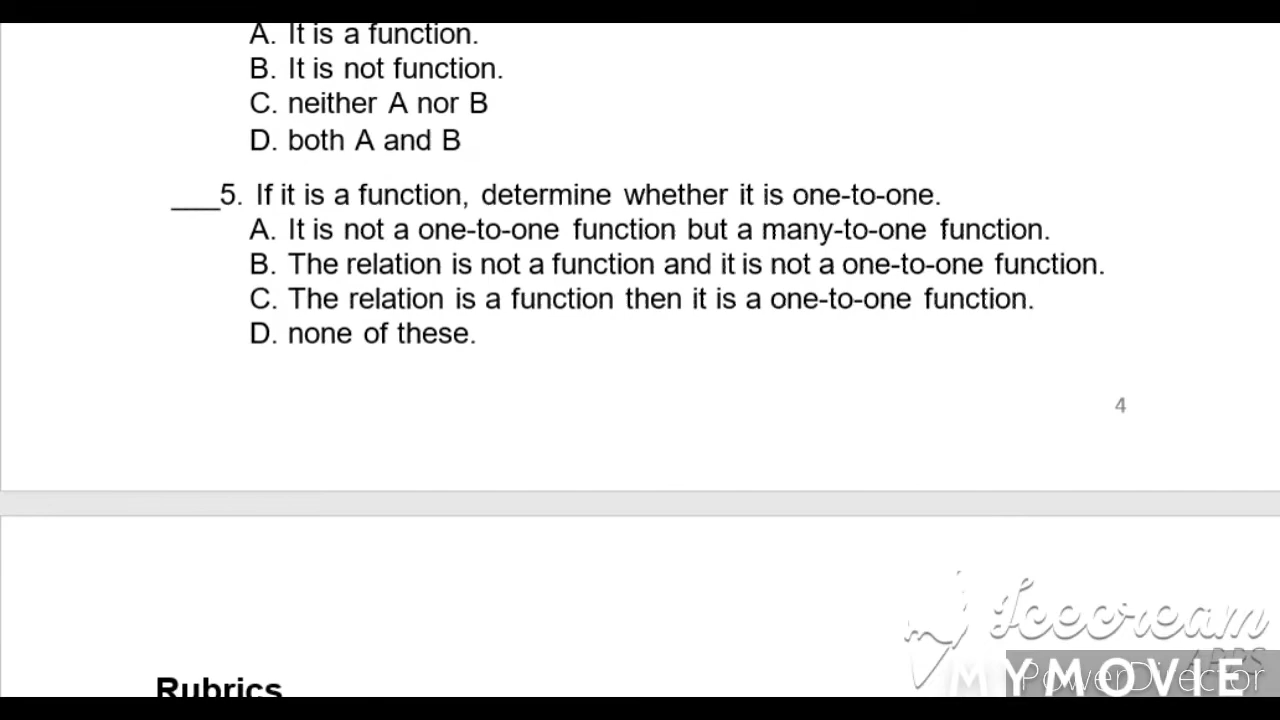 A. It is a function.
B. It is not function.
C. neither A nor B
D. both A and B
___5. If it is a function, determine whether it is one-to-one.
A. It is not a one-to-one function but a many-to-one function.
B. The relation is not a function and it is not a one-to-one function.
C. The relation is a function then it is a one-to-one function.
D. none of these.
4
Icecream
APPS
PowerDirector
MYMOVIE
Rubrics